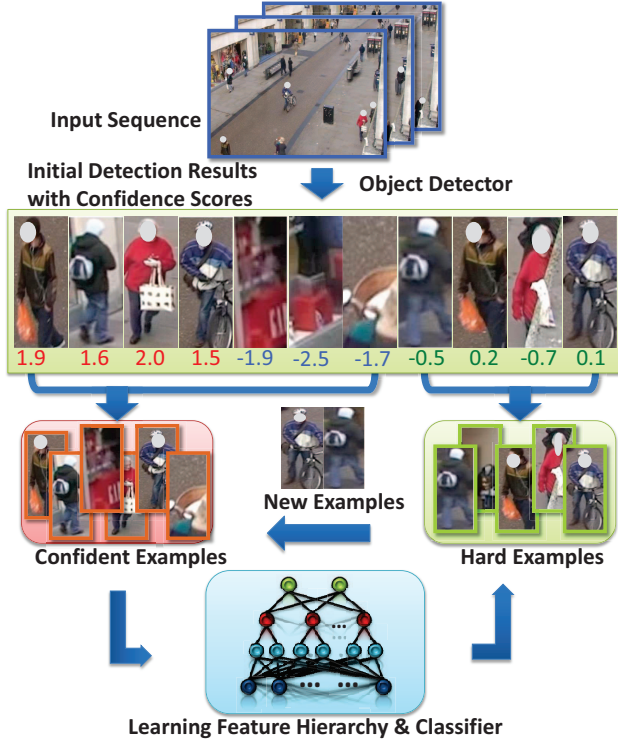 Input Sequence
Initial Detection Results
with Confidence Scores
Object Detector
1.9 1.6 2.0 1.5 -1.9 -2.5 -1.7 -0.5 0.2 -0.7 0.1
New Examples
Confident Examples
Hard Examples
Learning Feature Hierarchy & Classifier